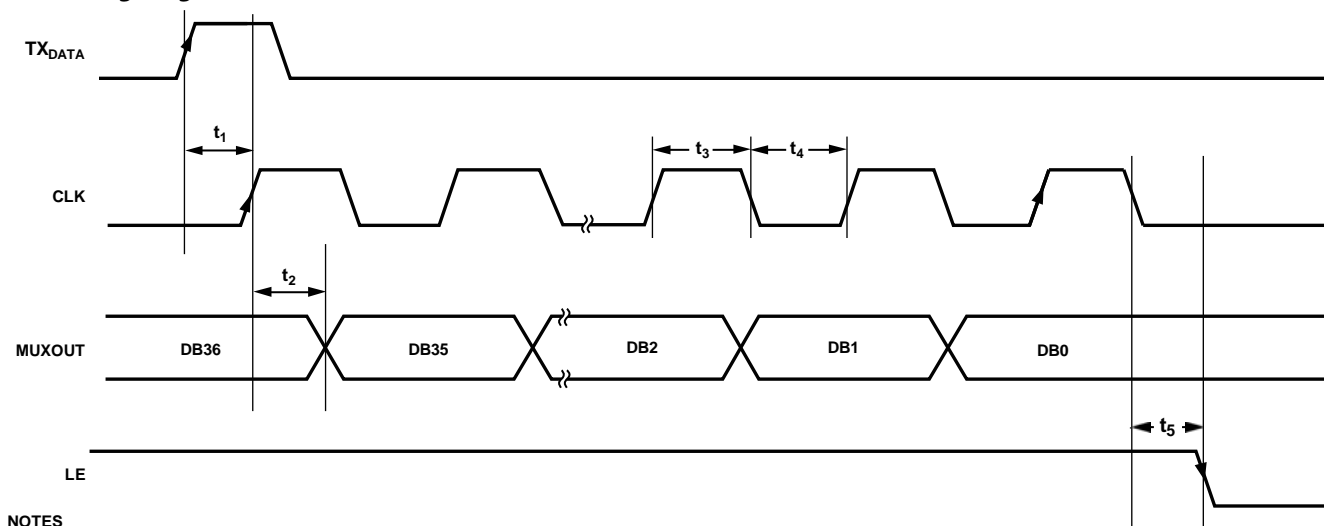 TXDATA
t1
t3
t4
CLK
t2
MUXOUT
DB36
DB35
DB2
DB1
DB0
t5
LE
NOTES